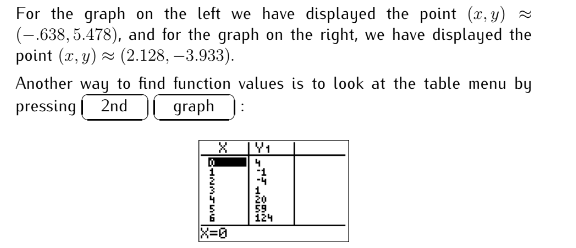 For the graph on the left we have displayed the point (x, y) ≈
(−.638, 5.478), and for the graph on the right, we have displayed the
point (x, y) ≈ (2.128, −3.933).
Another way to find function values is to look at the table menu by
pressing 2nd graph :
X Y1
0 4
1 -1
2 -4
3 1
4 20
5 59
6 124
X=0